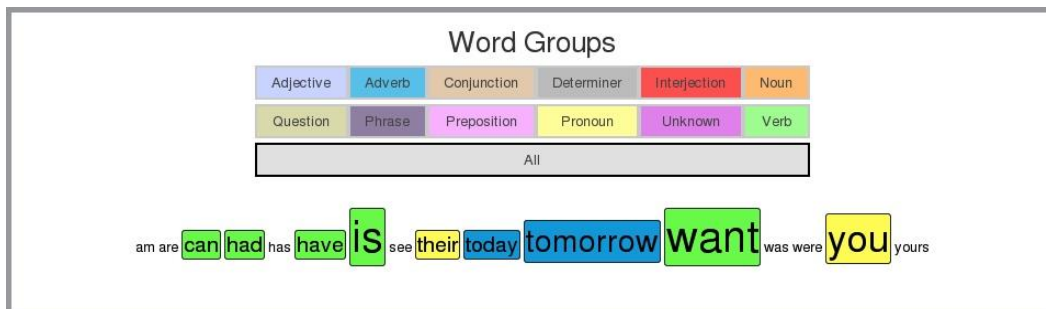 Word Groups
Adjective Adverb Conjunction Determiner Interjection Noun
Question Phrase Preposition Pronoun Unknown Verb
All
am are can had has have is see their today tomorrow want was were you yours